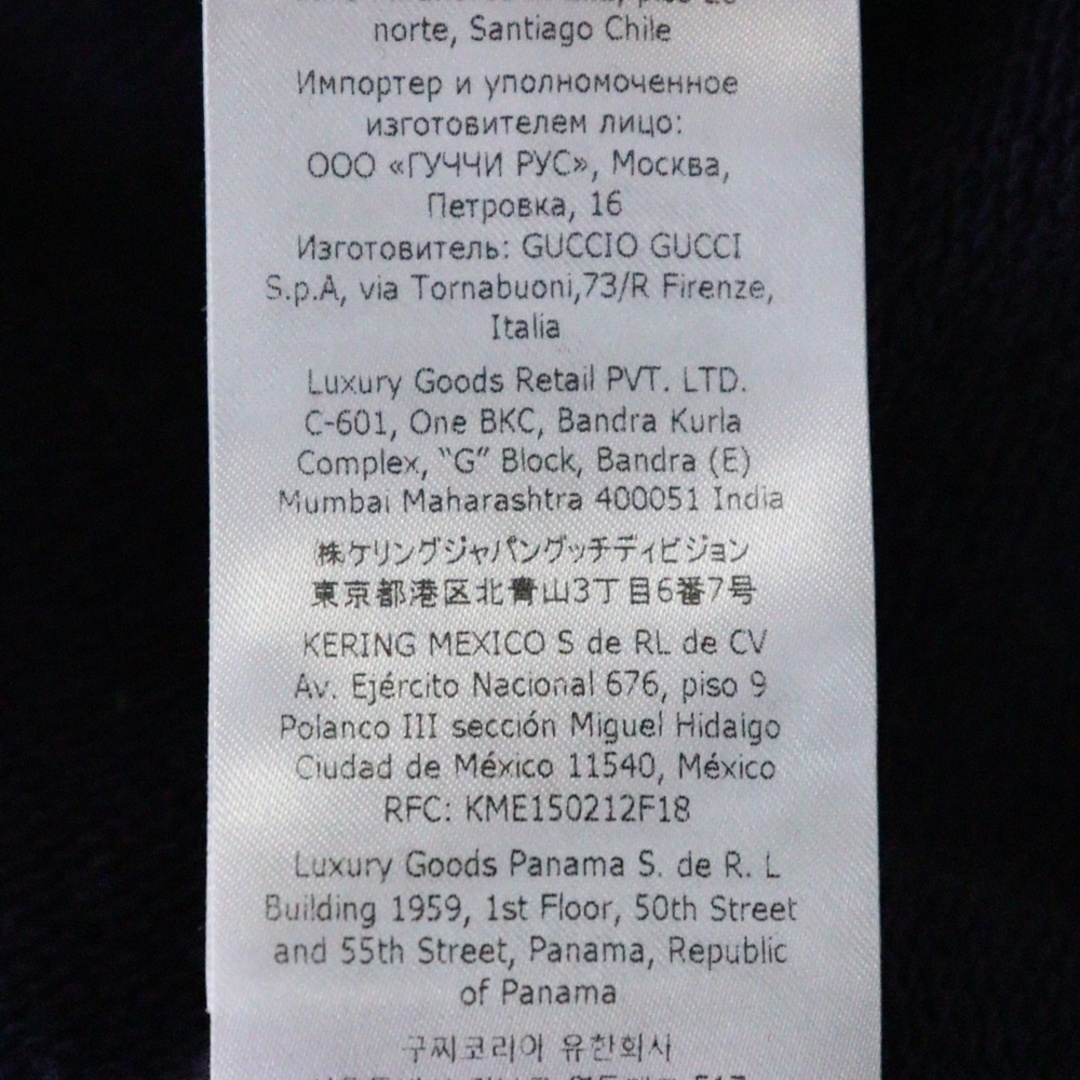 norte, Santiago Chile
Импортер и уполномоченное
изготовителем лицо:
ООО «ГУЧЧИ РУС», Москва,
Петровка, 16
Изготовитель: GUCCIO GUCCI
S.p.A, via Tornabuoni,73/R Firenze,
Italia
Luxury Goods Retail PVT. LTD.
C-601, One BKC, Bandra Kurla
Complex, “G” Block, Bandra (E)
Mumbai Maharashtra 400051 India
㈱ケリングジャパングッチディビジョン
東京都港区北青山3丁目6番7号
KERING MEXICO S de RL de CV
Av. Ejército Nacional 676, piso 9
Polanco III sección Miguel Hidalgo
Ciudad de México 11540, México
RFC: KME150212F18
Luxury Goods Panama S. de R. L
Building 1959, 1st Floor, 50th Street
and 55th Street, Panama, Republic
of Panama
구찌코리아 유한회사